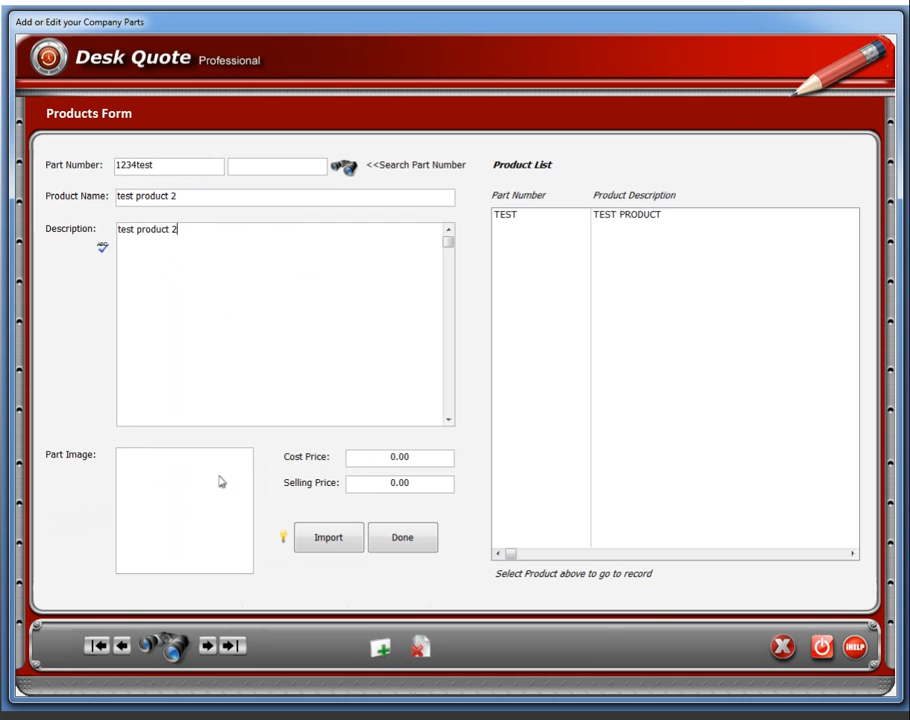 Add or Edit your Company Parts
Desk Quote Professional
Products Form
Part Number: 1234test <<Search Part Number
Product Name: test product 2
Description: test product 2
ABC
Part Image:
Cost Price: 0.00
Selling Price: 0.00
Import Done
Product List
Part Number Product Description
TEST TEST PRODUCT
Select Product above to go to record
HELP